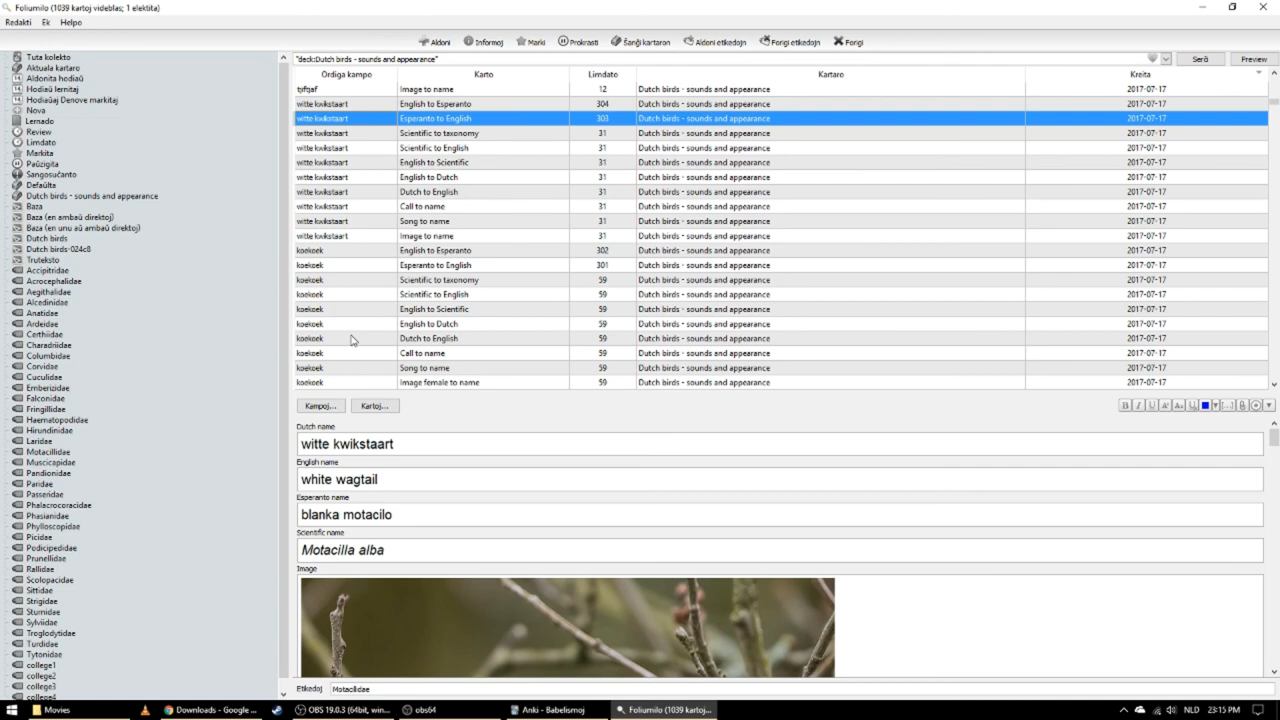 Foliumilo (1039 kartoj videblas; 1 elektita)
Redakti Ek Helpo
Aldoni Informoj Marki Prokrasti Ŝanĝi kartaron Aldoni etikedojn Forigi etikedojn Forigi
"deck:Dutch birds - sounds and appearance" Serĉi Preview
Tuta kolekto
Aktuala kartaro
Aldonita hodiaŭ
Hodiaŭ lernitaj
Hodiaŭaj Denove markitaj
Nova
Lernado
Review
Limdato
Markita
Paŭzigita
Sangosuĉanto
Defaŭlta
Dutch birds - sounds and appearance
Baza
Baza (en ambaŭ direktoj)
Baza (en unu aŭ ambaŭ direktoj)
Dutch birds
Dutch birds-024c8
Truteksto
Accipitridae
Acrocephalidae
Aegithalidae
Alcedinidae
Anatidae
Ardeidae
Certhiidae
Charadriidae
Columbidae
Corvidae
Cuculidae
Emberizidae
Falconidae
Fringillidae
Haematopodidae
Hirundinidae
Laridae
Motacillidae
Muscicapidae
Pandionidae
Paridae
Passeridae
Phalacrocoracidae
Phasianidae
Phylloscopidae
Picidae
Podicipedidae
Prunellidae
Rallidae
Scolopacidae
Sittidae
Strigidae
Sturnidae
Sylviidae
Troglodytidae
Turdidae
Tytonidae
college1
college2
college3
college4
Ordiga kampo Karto Limdato Kartaro Kreita
tjiftjaf Image to name 12 Dutch birds - sounds and appearance 2017-07-17
witte kwikstaart English to Esperanto 304 Dutch birds - sounds and appearance 2017-07-17
witte kwikstaart Esperanto to English 303 Dutch birds - sounds and appearance 2017-07-17
witte kwikstaart Scientific to taxonomy 31 Dutch birds - sounds and appearance 2017-07-17
witte kwikstaart Scientific to English 31 Dutch birds - sounds and appearance 2017-07-17
witte kwikstaart English to Scientific 31 Dutch birds - sounds and appearance 2017-07-17
witte kwikstaart English to Dutch 31 Dutch birds - sounds and appearance 2017-07-17
witte kwikstaart Dutch to English 31 Dutch birds - sounds and appearance 2017-07-17
witte kwikstaart Call to name 31 Dutch birds - sounds and appearance 2017-07-17
witte kwikstaart Song to name 31 Dutch birds - sounds and appearance 2017-07-17
witte kwikstaart Image to name 31 Dutch birds - sounds and appearance 2017-07-17
koekoek English to Esperanto 302 Dutch birds - sounds and appearance 2017-07-17
koekoek Esperanto to English 301 Dutch birds - sounds and appearance 2017-07-17
koekoek Scientific to taxonomy 59 Dutch birds - sounds and appearance 2017-07-17
koekoek Scientific to English 59 Dutch birds - sounds and appearance 2017-07-17
koekoek English to Scientific 59 Dutch birds - sounds and appearance 2017-07-17
koekoek English to Dutch 59 Dutch birds - sounds and appearance 2017-07-17
koekoek Dutch to English 59 Dutch birds - sounds and appearance 2017-07-17
koekoek Call to name 59 Dutch birds - sounds and appearance 2017-07-17
koekoek Song to name 59 Dutch birds - sounds and appearance 2017-07-17
koekoek Image female to name 59 Dutch birds - sounds and appearance 2017-07-17
Kampoj... Kartoj...
Dutch name
witte kwikstaart
English name
white wagtail
Esperanto name
blanka motacilo
Scientific name
Motacilla alba
Image
Etikedoj Motacillidae
Movies Downloads - Google ... OBS 19.0.3 (64bit, win... obs64 Anki - Babelismoj Foliumilo (1039 kartoj... NLD 23:15 PM